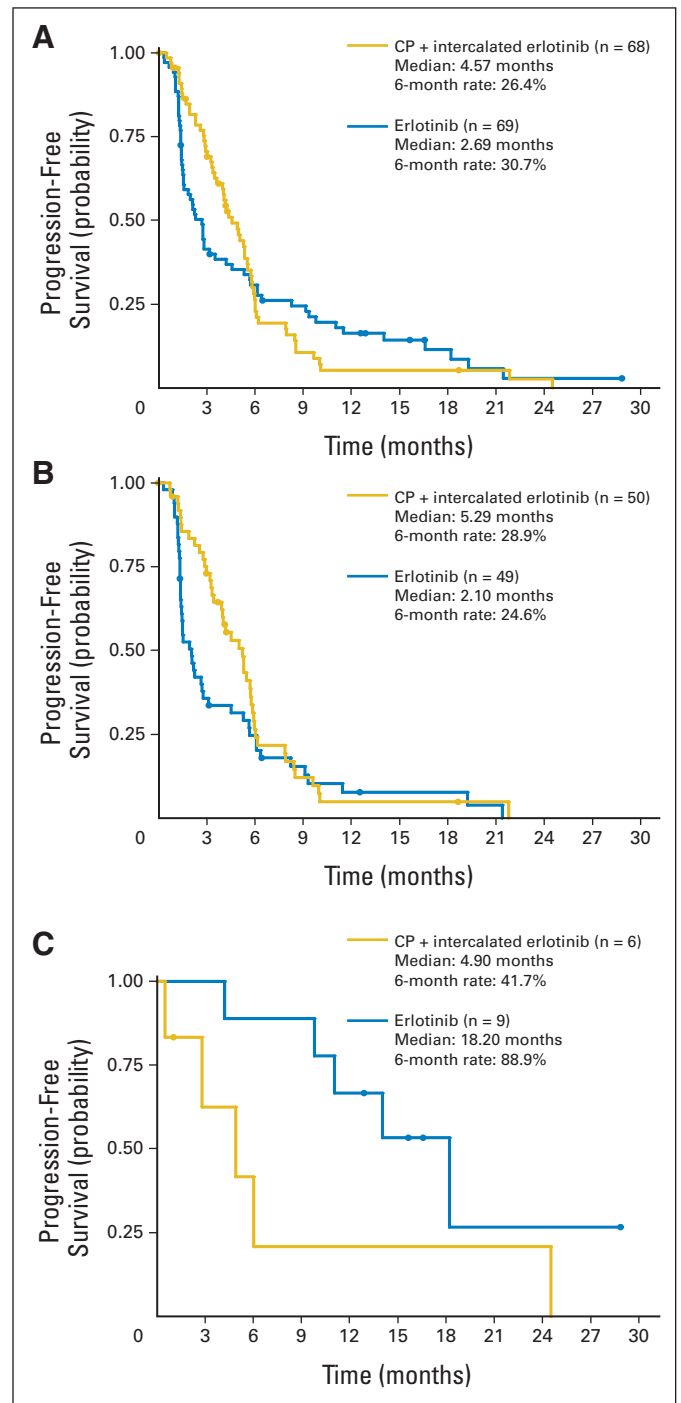 A
CP + intercalated erlotinib (n = 68)
Median: 4.57 months
6-month rate: 26.4%
Erlotinib (n = 69)
Median: 2.69 months
6-month rate: 30.7%
Progression-Free
Survival (probability)
1.00
0.75
0.50
0.25
0 3 6 9 12 15 18 21 24 27 30
Time (months)
B
CP + intercalated erlotinib (n = 50)
Median: 5.29 months
6-month rate: 28.9%
Erlotinib (n = 49)
Median: 2.10 months
6-month rate: 24.6%
Progression-Free
Survival (probability)
1.00
0.75
0.50
0.25
0 3 6 9 12 15 18 21 24 27 30
Time (months)
C
CP + intercalated erlotinib (n = 6)
Median: 4.90 months
6-month rate: 41.7%
Erlotinib (n = 9)
Median: 18.20 months
6-month rate: 88.9%
Progression-Free
Survival (probability)
1.00
0.75
0.50
0.25
0 3 6 9 12 15 18 21 24 27 30
Time (months)